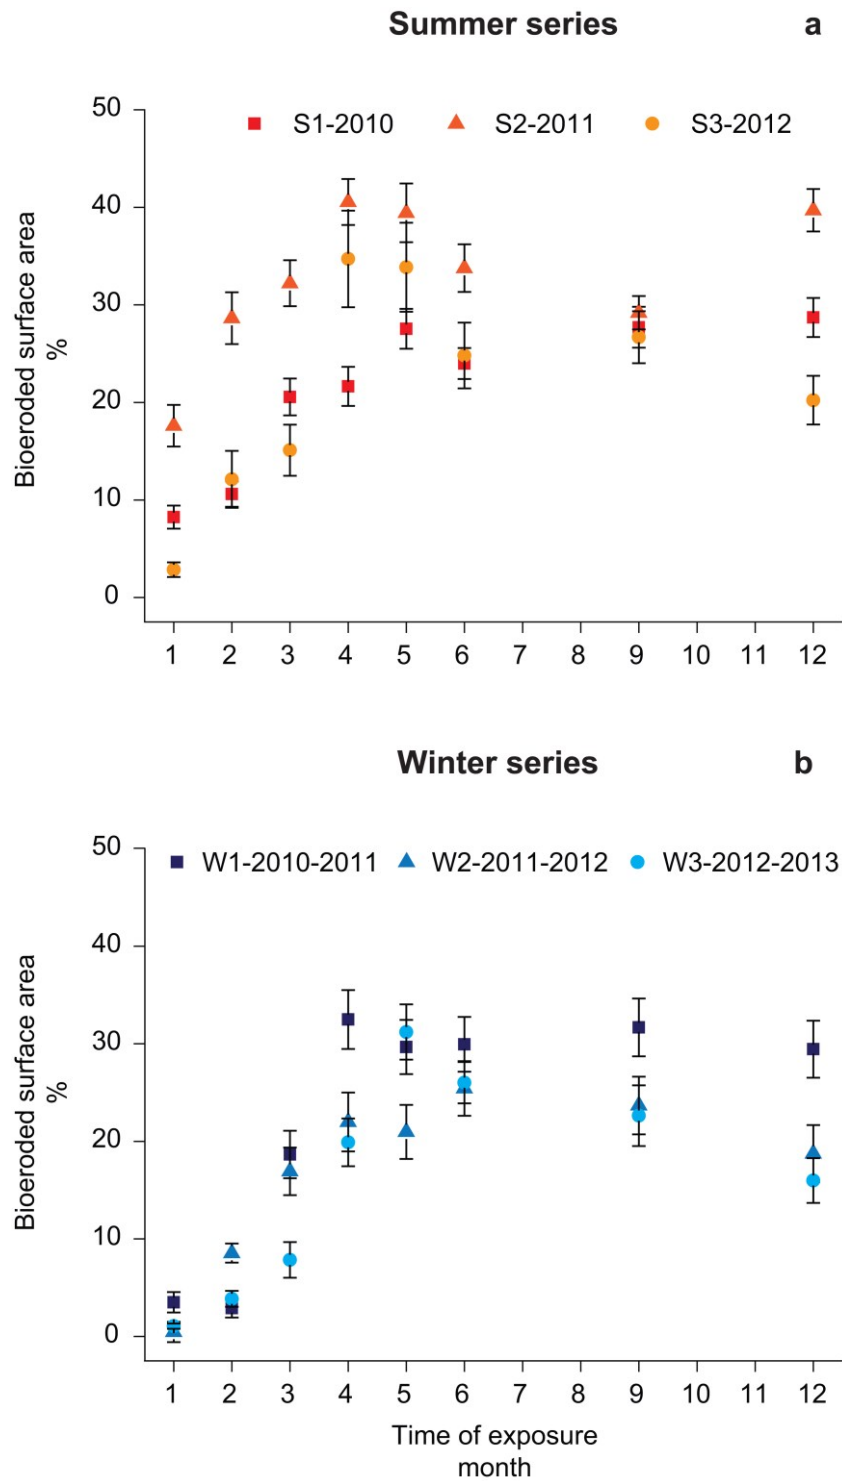 Summer series a
50
S1-2010 S2-2011 S3-2012
40
30
20
10
0
Bioeroded surface area
%
1 2 3 4 5 6 7 8 9 10 11 12
Winter series b
50
W1-2010-2011 W2-2011-2012 W3-2012-2013
40
30
20
10
0
Bioeroded surface area
%
1 2 3 4 5 6 7 8 9 10 11 12
Time of exposure
month